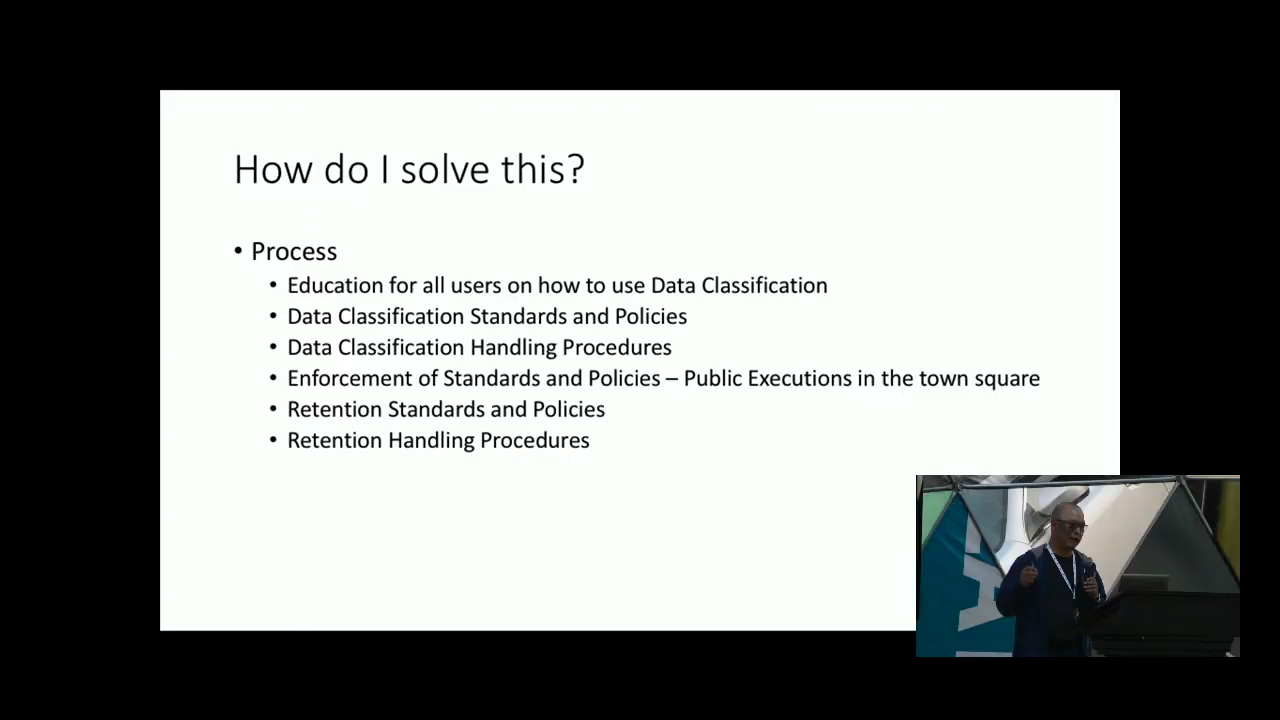 How do I solve this?
• Process
• Education for all users on how to use Data Classification
• Data Classification Standards and Policies
• Data Classification Handling Procedures
• Enforcement of Standards and Policies – Public Executions in the town square
• Retention Standards and Policies
• Retention Handling Procedures